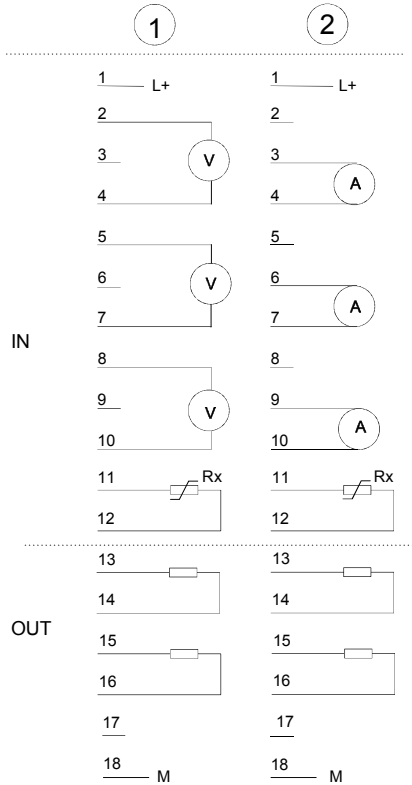 1 2
1 L+ 1 L+
2 2
3 V 3
4 4 A
5 5
6 V 6
7 7 A
8 8
9 V 9
10 10 A
IN
11 Rx 11 Rx
12 12
13 13
14 14
OUT
15 15
16 16
17 17
18 M 18 M